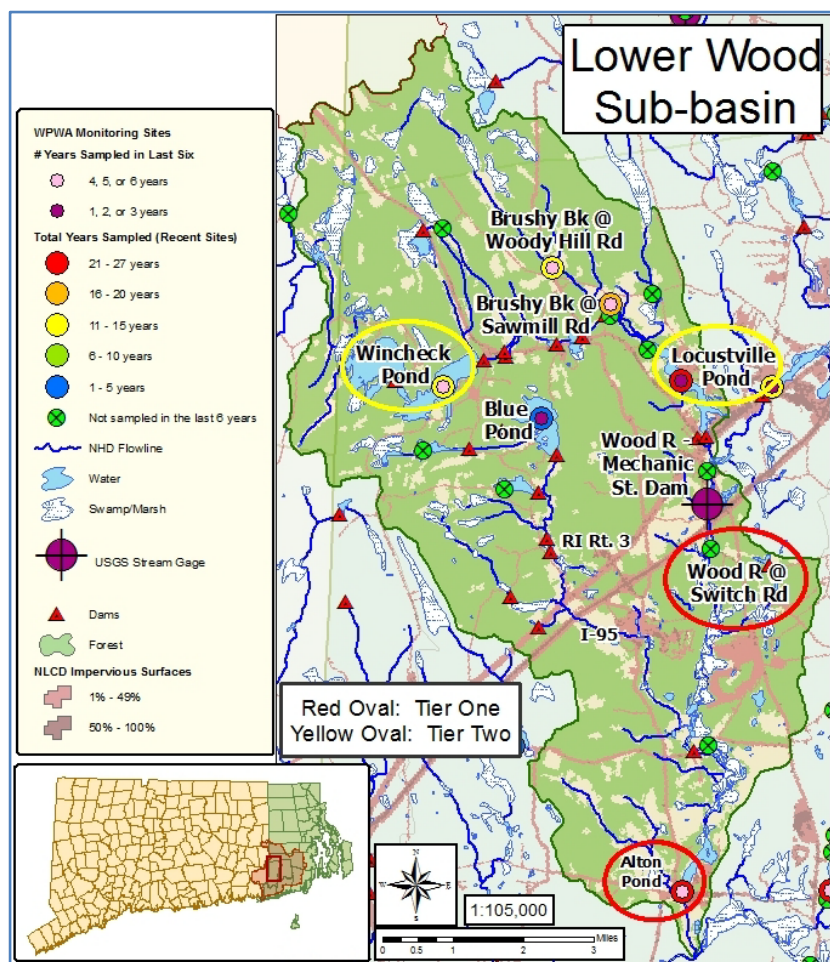 Lower Wood
Sub-basin
WPWA Monitoring Sites
# Years Sampled in Last Six
4, 5, or 6 years
1, 2, or 3 years
Total Years Sampled (Recent Sites)
21 - 27 years
16 - 20 years
11 - 15 years
6 - 10 years
1 - 5 years
Not sampled in the last 6 years
NHD Flowline
Water
Swamp/Marsh
USGS Stream Gage
Dams
Forest
NLCD Impervious Surfaces
1% - 49%
50% - 100%
Brushy Bk @
Woody Hill Rd
Brushy Bk @
Sawmill Rd
Wincheck
Pond
Locustville
Pond
Blue
Pond
Wood R -
Mechanic
St. Dam
RI Rt. 3
Wood R @
Switch Rd
I-95
Red Oval: Tier One
Yellow Oval: Tier Two
Alton
Pond
N
W
E
S
1:105,000
Miles
0 0.5 1 2 3